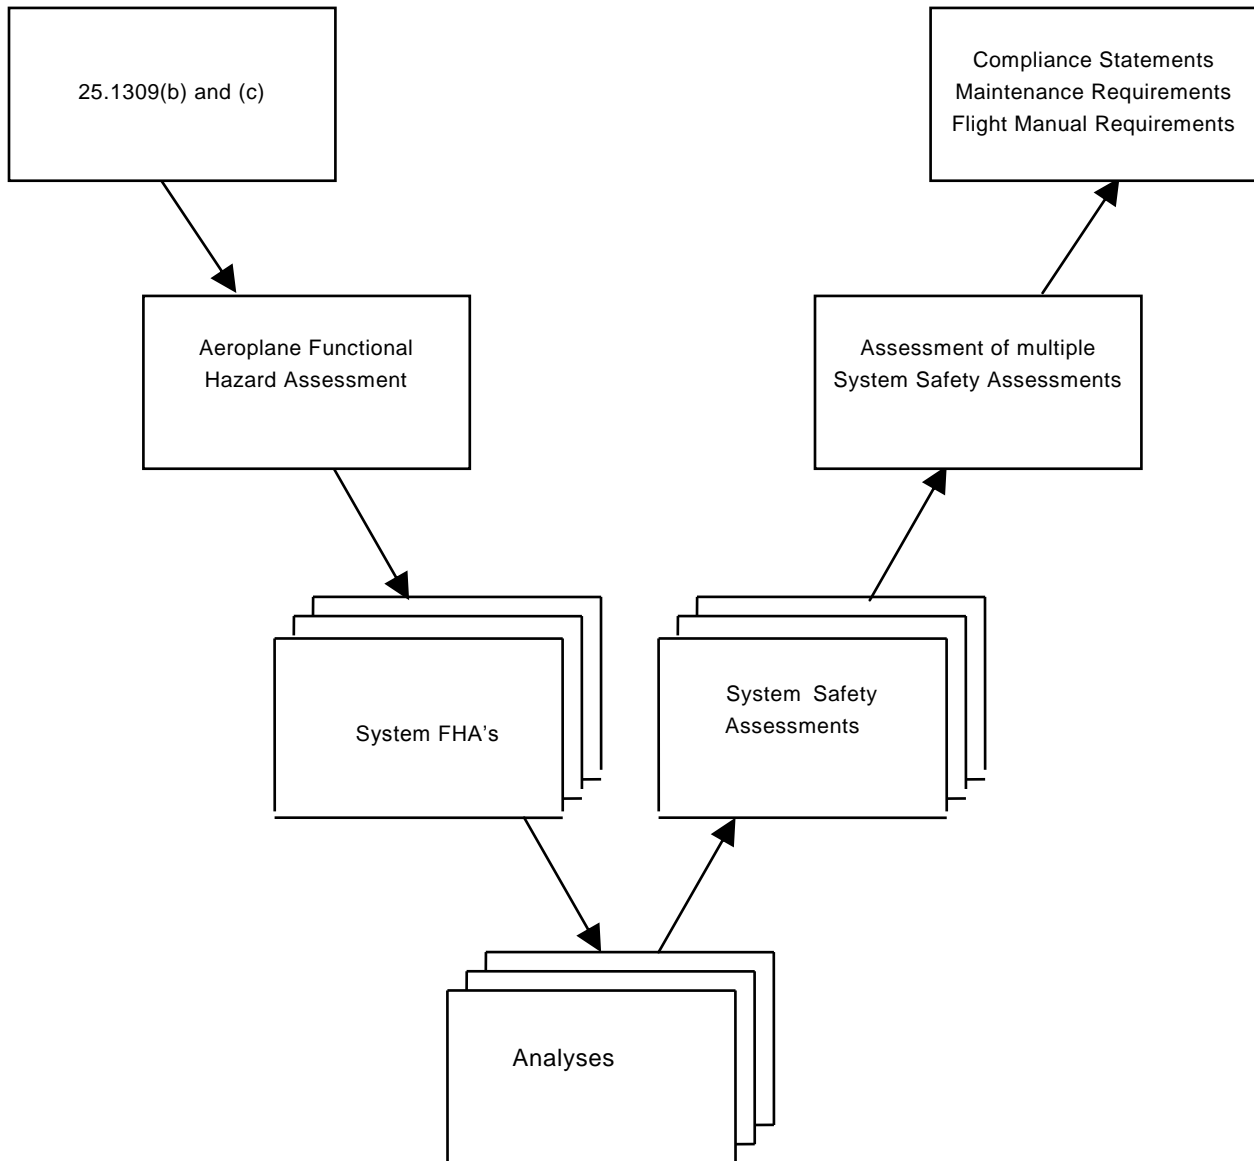 25.1309(b) and (c)
Compliance Statements
Maintenance Requirements
Flight Manual Requirements
Aeroplane Functional
Hazard Assessment
Assessment of multiple
System Safety Assessments
System FHA’s
System Safety
Assessments
Analyses